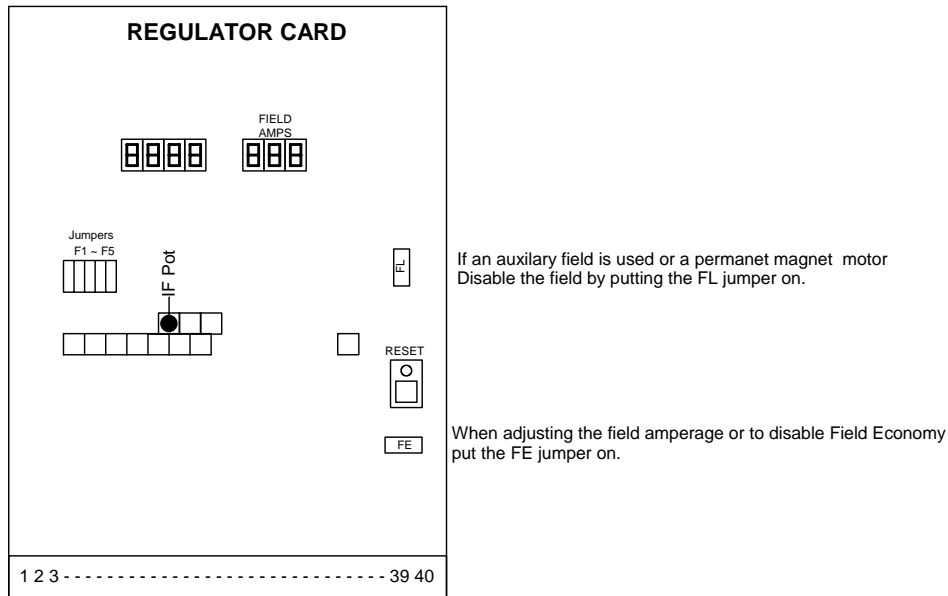 REGULATOR CARD
FIELD
AMPS
8888
888
Jumpers
F1 ~ F5
IF Pot
FL
If an auxilary field is used or a permanet magnet motor
Disable the field by putting the FL jumper on.
RESET
FE
When adjusting the field amperage or to disable Field Economy
put the FE jumper on.
1 2 3 - - - - - - - - - - - - - - - - - - - - - - - - - - - - - - 39 40